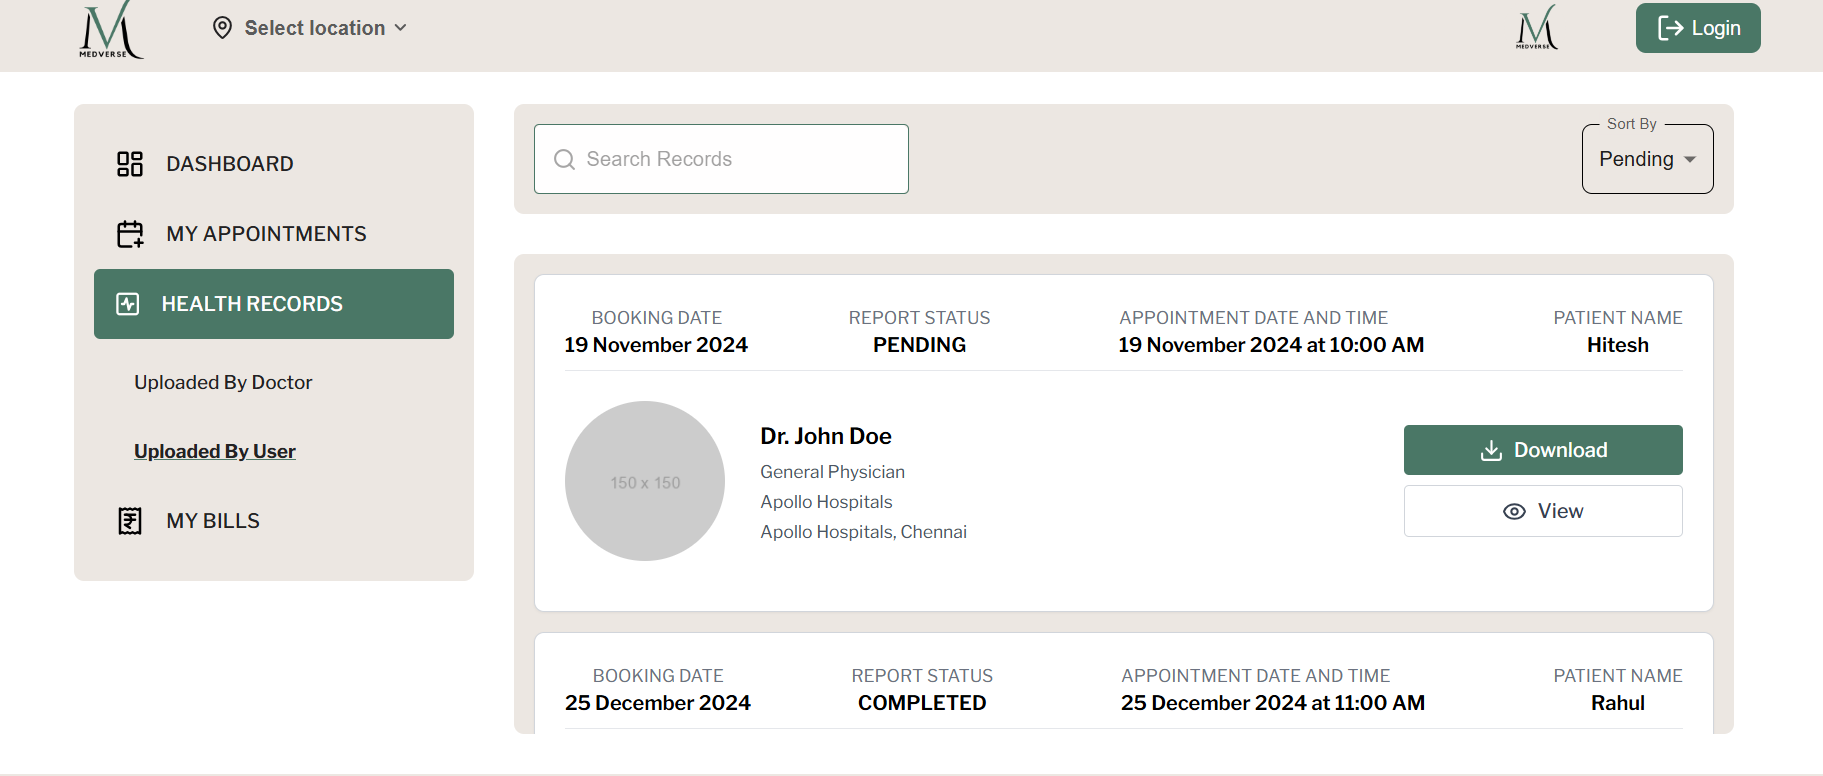 MEDVERSE
Select location
MEDVERSE
Login
DASHBOARD
MY APPOINTMENTS
HEALTH RECORDS
Uploaded By Doctor
Uploaded By User
MY BILLS
Search Records
Sort By
Pending
BOOKING DATE
19 November 2024
REPORT STATUS
PENDING
APPOINTMENT DATE AND TIME
19 November 2024 at 10:00 AM
PATIENT NAME
Hitesh
150 x 150
Dr. John Doe
General Physician
Apollo Hospitals
Apollo Hospitals, Chennai
Download
View
BOOKING DATE
25 December 2024
REPORT STATUS
COMPLETED
APPOINTMENT DATE AND TIME
25 December 2024 at 11:00 AM
PATIENT NAME
Rahul